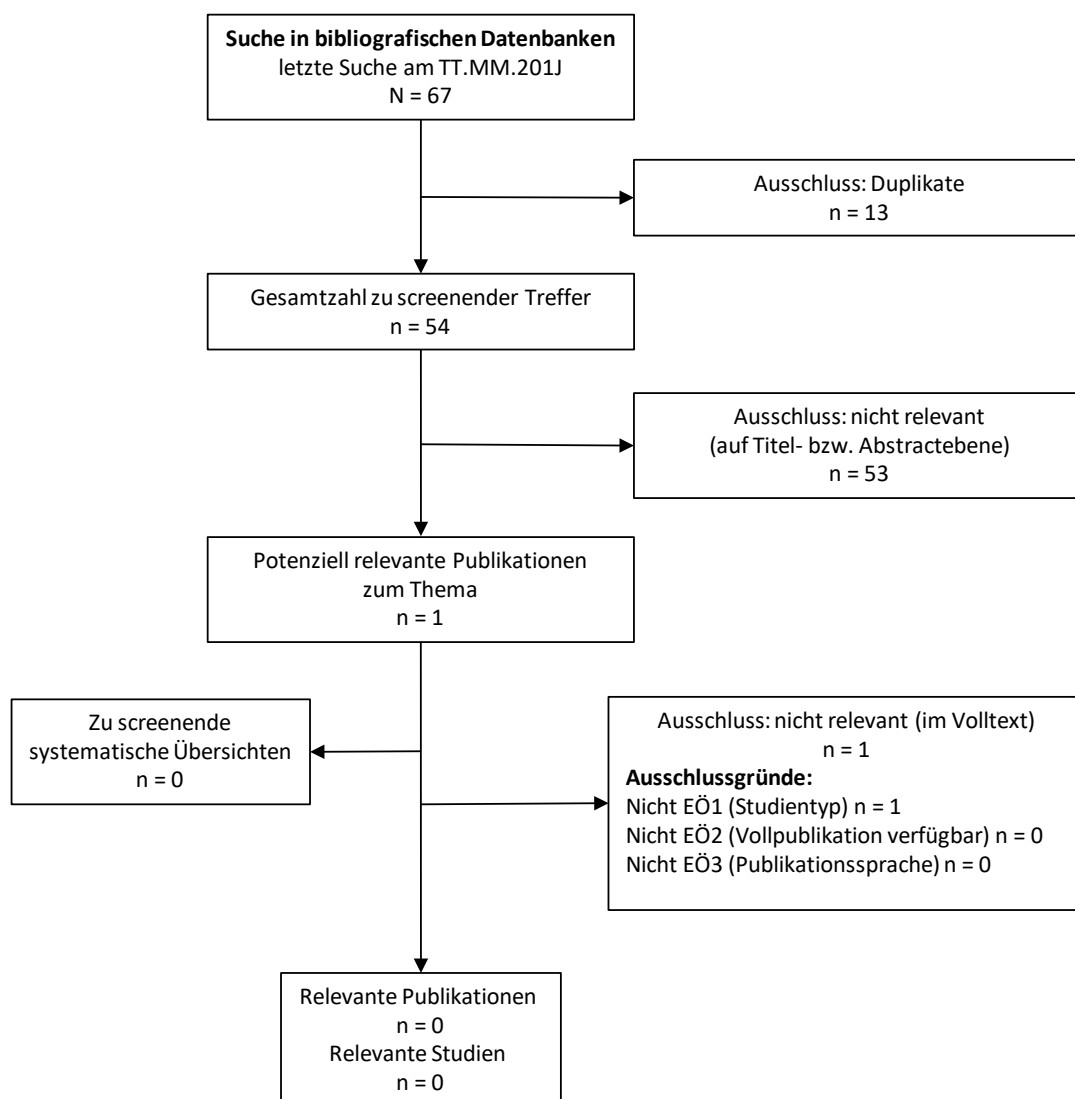 Suche in bibliografischen Datenbanken
letzte Suche am TT.MM.201J
N = 67
Ausschluss: Duplikate
n = 13
Gesamtzahl zu screenender Treffer
n = 54
Ausschluss: nicht relevant
(auf Titel- bzw. Abstractebene)
n = 53
Potenziell relevante Publikationen
zum Thema
n = 1
Zu screenende
systematische Übersichten
n = 0
Ausschluss: nicht relevant (im Volltext)
n = 1
Ausschlussgründe:
Nicht EÖ1 (Studientyp) n = 1
Nicht EÖ2 (Vollpublikation verfügbar) n = 0
Nicht EÖ3 (Publikationssprache) n = 0
Relevante Publikationen
n = 0
Relevante Studien
n = 0